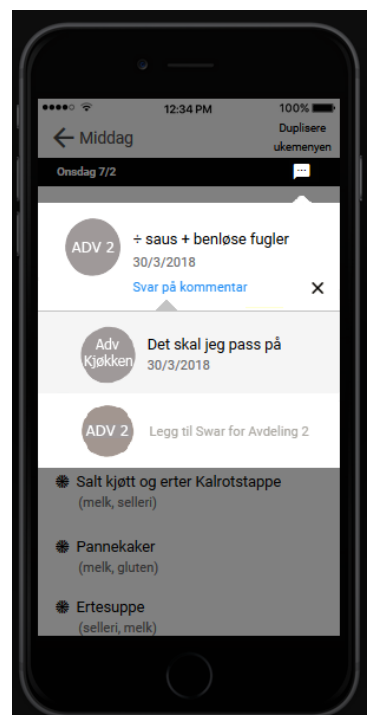 12:34 PM
100%
Middag
Duplisere
ukemenyen
Onsdag 7/2
ADV 2
÷ saus + benløse fugler
30/3/2018
Svar på kommentar
Adv
Kjøkken
Det skal jeg pass på
30/3/2018
ADV 2
Legg til Swar for Avdeling 2
Salt kjøtt og erter Kalrotstappe
(melk, selleri)
Pannekaker
(melk, gluten)
Ertesuppe
(selleri, melk)